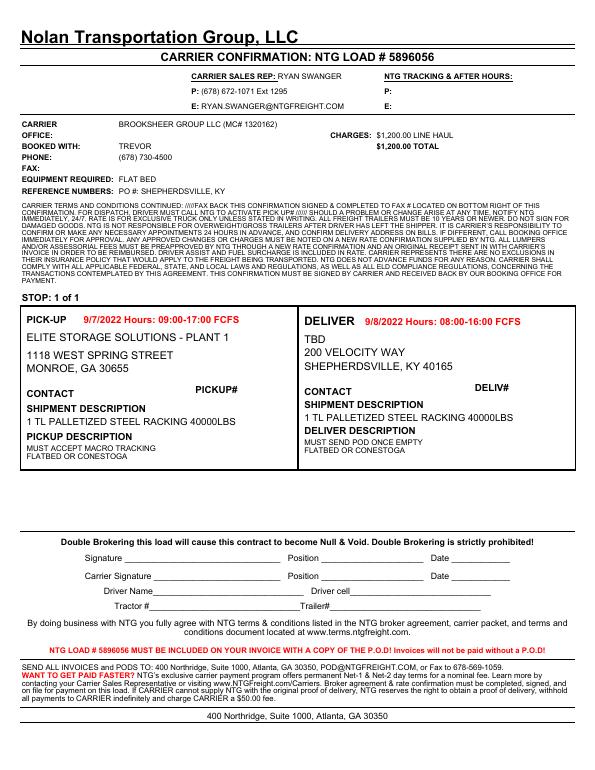 Nolan Transportation Group, LLC
CARRIER CONFIRMATION: NTG LOAD # 5896056
CARRIER SALES REP: RYAN SWANGER
P: (678) 672-1071 Ext 1295
E: RYAN.SWANGER@NTGFREIGHT.COM
NTG TRACKING & AFTER HOURS:
P:
E:
CARRIER BROOKSHEER GROUP LLC (MC# 1320162)
OFFICE: CHARGES: $1,200.00 LINE HAUL
BOOKED WITH: TREVOR $1,200.00 TOTAL
PHONE: (678) 730-4500
FAX:
EQUIPMENT REQUIRED: FLAT BED
REFERENCE NUMBERS: PO #: SHEPHERDSVILLE, KY
CARRIER TERMS AND CONDITIONS CONTINUED: ////FAX BACK THIS CONFIRMATION SIGNED & COMPLETED TO FAX # LOCATED ON BOTTOM RIGHT OF THIS
CONFIRMATION. FOR DISPATCH, DRIVER MUST CALL NTG TO ACTIVATE PICK UP# ////// SHOULD A PROBLEM OR CHANGE ARISE AT ANY TIME, NOTIFY NTG
IMMEDIATELY, 24/7. RATE IS FOR EXCLUSIVE TRUCK ONLY UNLESS STATED IN WRITING. ALL FREIGHT TRAILERS MUST BE 10 YEARS OR NEWER. DO NOT SIGN FOR
DAMAGED GOODS. NTG IS NOT RESPONSIBLE FOR OVERWEIGHT/GROSS TRAILERS AFTER DRIVER HAS LEFT THE SHIPPER. IT IS CARRIER'S RESPONSIBILITY TO
CONFIRM OR MAKE ANY NECESSARY APPOINTMENTS 24 HOURS IN ADVANCE, AND CONFIRM DELIVERY ADDRESS ON BILLS. IF DIFFERENT, CALL BOOKING OFFICE
IMMEDIATELY FOR APPROVAL. ANY APPROVED CHANGES OR CHARGES MUST BE NOTED ON A NEW RATE CONFIRMATION SUPPLIED BY NTG. ALL LUMPERS
AND/OR ASSESSORIAL FEES MUST BE PREAPPROVED BY NTG THROUGH A NEW RATE CONFIRMATION AND AN ORIGINAL RECEIPT SENT IN WITH CARRIER'S
INVOICE IN ORDER TO BE REIMBURSED. DRIVER ASSIST AND FUEL SURCHARGE IS INCLUDED IN RATE. CARRIER REPRESENTS THERE ARE NO EXCLUSIONS IN
THEIR INSURANCE POLICY THAT WOULD APPLY TO THE FREIGHT BEING TRANSPORTED. NTG DOES NOT ADVANCE FUNDS FOR ANY REASON. CARRIER SHALL
COMPLY WITH ALL APPLICABLE FEDERAL, STATE, AND LOCAL LAWS AND REGULATIONS, AS WELL AS ALL ELD COMPLIANCE REGULATIONS, CONCERNING THE
TRANSACTIONS CONTEMPLATED BY THIS AGREEMENT. THIS CONFIRMATION MUST BE SIGNED BY CARRIER AND RECEIVED BACK BY OUR BOOKING OFFICE FOR
PAYMENT.
STOP: 1 of 1
PICK-UP 9/7/2022 Hours: 09:00-17:00 FCFS
ELITE STORAGE SOLUTIONS - PLANT 1
1118 WEST SPRING STREET
MONROE, GA 30655
CONTACT PICKUP#
SHIPMENT DESCRIPTION
1 TL PALLETIZED STEEL RACKING 40000LBS
PICKUP DESCRIPTION
MUST ACCEPT MACRO TRACKING
FLATBED OR CONESTOGA
DELIVER 9/8/2022 Hours: 08:00-16:00 FCFS
TBD
200 VELOCITY WAY
SHEPHERDSVILLE, KY 40165
CONTACT DELIV#
SHIPMENT DESCRIPTION
1 TL PALLETIZED STEEL RACKING 40000LBS
DELIVER DESCRIPTION
MUST SEND POD ONCE EMPTY
FLATBED OR CONESTOGA
Double Brokering this load will cause this contract to become Null & Void. Double Brokering is strictly prohibited!
Signature Position Date
Carrier Signature Position Date
Driver Name Driver cell
Tractor # Trailer#
By doing business with NTG you fully agree with NTG terms & conditions listed in the NTG broker agreement, carrier packet, and terms and
conditions document located at www.terms.ntgfreight.com.
NTG LOAD # 5896056 MUST BE INCLUDED ON YOUR INVOICE WITH A COPY OF THE P.O.D! Invoices will not be paid without a P.O.D!
SEND ALL INVOICES and PODS TO: 400 Northridge, Suite 1000, Atlanta, GA 30350, POD@NTGFREIGHT.COM, or Fax to 678-569-1059.
WANT TO GET PAID FASTER? NTG's exclusive carrier payment program offers permanent Net-1 & Net-2 day terms for a nominal fee. Learn more by
contacting your Carrier Sales Representative or visiting www.NTGFreight.com/Carriers. Broker agreement & rate confirmation must be completed, signed, and
on file for payment on this load. If CARRIER cannot supply NTG with the original proof of delivery, NTG reserves the right to obtain a proof of delivery, withhold
all payments to CARRIER indefinitely and charge CARRIER a $50.00 fee.
400 Northridge, Suite 1000, Atlanta, GA 30350